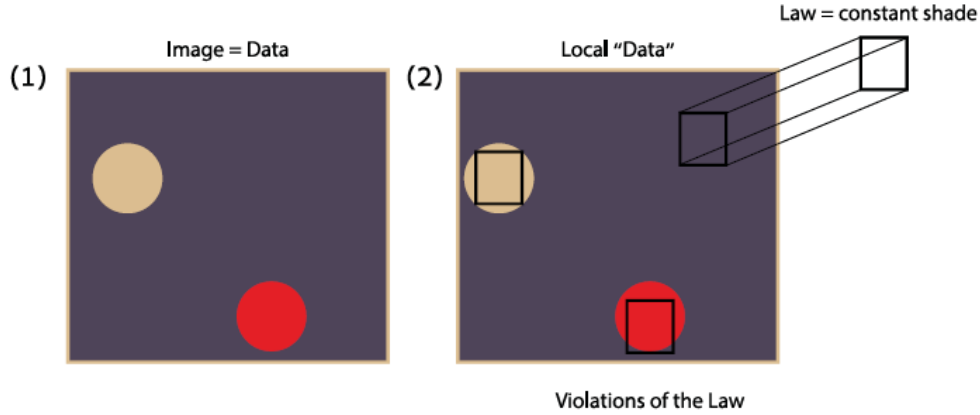 Law = constant shade
Image = Data
Local "Data"
(1)
(2)
Violations of the Law